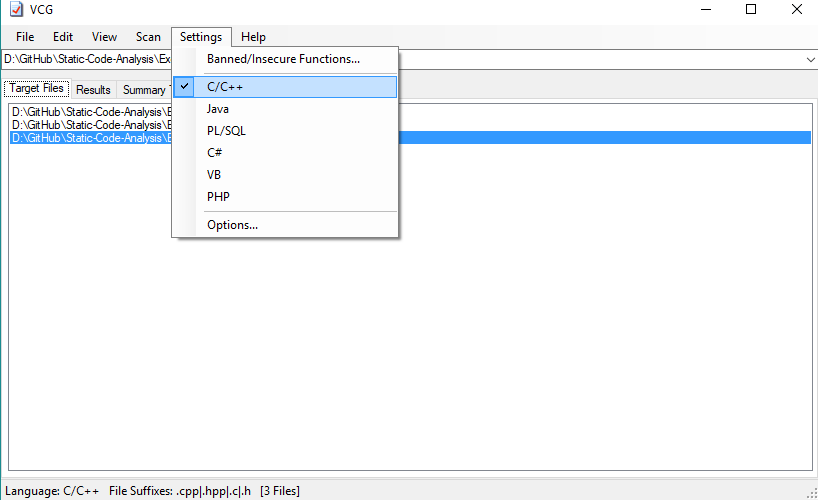 VCG
File Edit View Scan Settings Help
D:\GitHub\Static-Code-Analysis\Ex
Banned/Insecure Functions...
C/C++
Java
PL/SQL
C#
VB
PHP
Options...
Target Files Results Summary
D:\GitHub\Static-Code-Analysis\E
D:\GitHub\Static-Code-Analysis\E
D:\GitHub\Static-Code-Analysis\E
Language: C/C++ File Suffixes: .cpp|.hpp|.c|.h [3 Files]